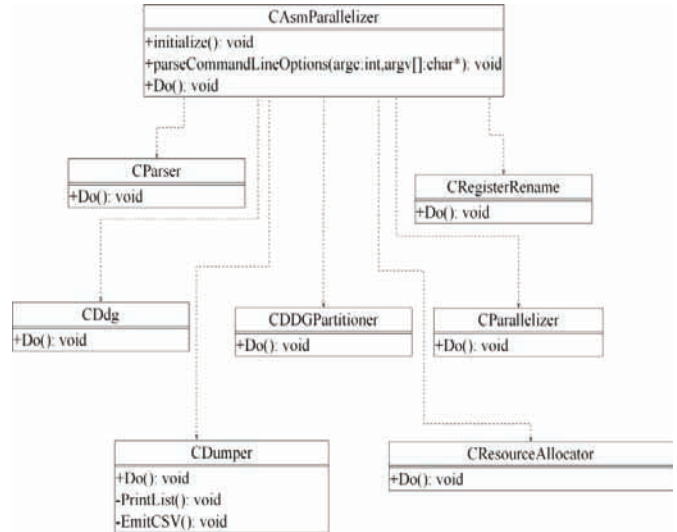 CAsmParallelizer
+initialize(): void
+parseCommandLineOptions(argc:int,argv[]:char*): void
+Do(): void
CParser
+Do(): void
CRegisterRename
+Do(): void
CDdg
+Do(): void
CDDGPartitioner
+Do(): void
CParallelizer
+Do(): void
CDumper
+Do(): void
-PrintList(): void
-EmitCSV(): void
CResourceAllocator
+Do(): void